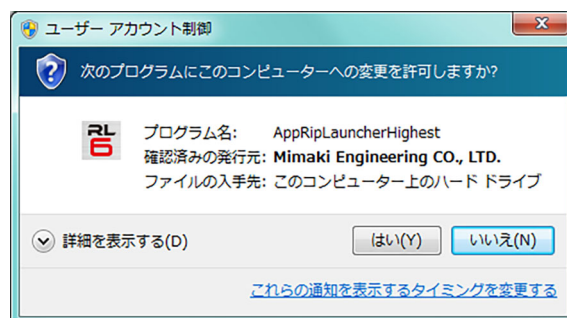 ユーザー アカウント制御
次のプログラムにこのコンピューターへの変更を許可しますか?
RL
6
プログラム名: AppRipLauncherHighest
確認済みの発行元: Mimaki Engineering CO., LTD.
ファイルの入手先: このコンピューター上のハード ドライブ
詳細を表示する(D)
はい(Y)
いいえ(N)
これらの通知を表示するタイミングを変更する